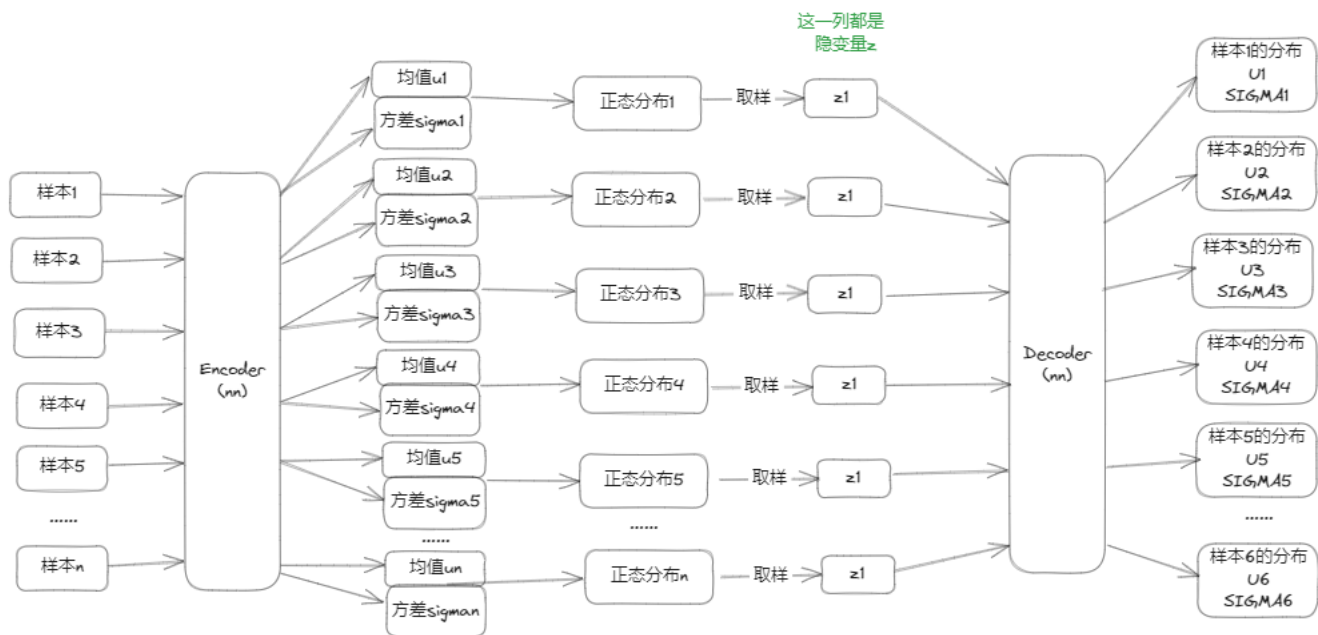 这一列都是
隐变量z
样本1
样本2
样本3
样本4
样本5
......
样本n
Encoder
(nn)
均值u1
方差sigma1
均值u2
方差sigma2
均值u3
方差sigma3
均值u4
方差sigma4
均值u5
方差sigma5
......
均值un
方差sigman
正态分布1
正态分布2
正态分布3
正态分布4
正态分布5
......
正态分布n
取样
取样
取样
取样
取样
取样
z1
z1
z1
z1
z1
z1
Decoder
(nn)
样本1的分布
U1
SIGMA1
样本2的分布
U2
SIGMA2
样本3的分布
U3
SIGMA3
样本4的分布
U4
SIGMA4
样本5的分布
U5
SIGMA5
......
样本6的分布
U6
SIGMA6